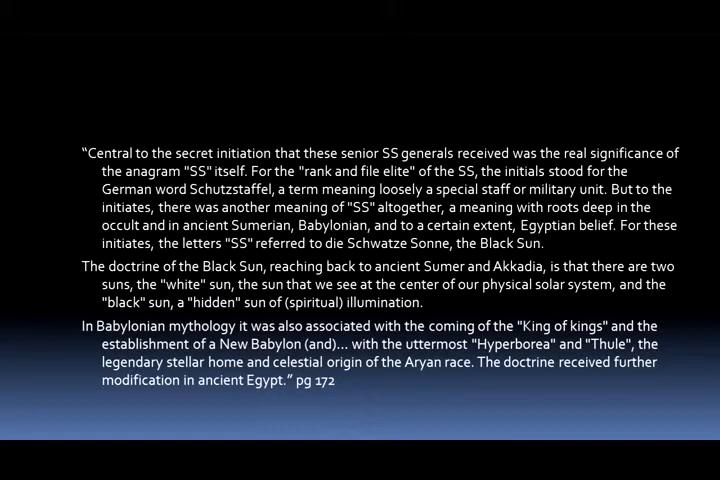 “Central to the secret initiation that these senior SS generals received was the real significance of
the anagram "SS" itself. For the "rank and file elite" of the SS, the initials stood for the
German word Schutzstaffel, a term meaning loosely a special staff or military unit. But to the
initiates, there was another meaning of "SS" altogether, a meaning with roots deep in the
occult and in ancient Sumerian, Babylonian, and to a certain extent, Egyptian belief. For these
initiates, the letters "SS" referred to die Schwatze Sonne, the Black Sun.
The doctrine of the Black Sun, reaching back to ancient Sumer and Akkadia, is that there are two
suns, the "white" sun, the sun that we see at the center of our physical solar system, and the
"black" sun, a "hidden" sun of (spiritual) illumination.
In Babylonian mythology it was also associated with the coming of the "King of kings" and the
establishment of a New Babylon (and)... with the uttermost "Hyperborea" and "Thule", the
legendary stellar home and celestial origin of the Aryan race. The doctrine received further
modification in ancient Egypt.” pg 172